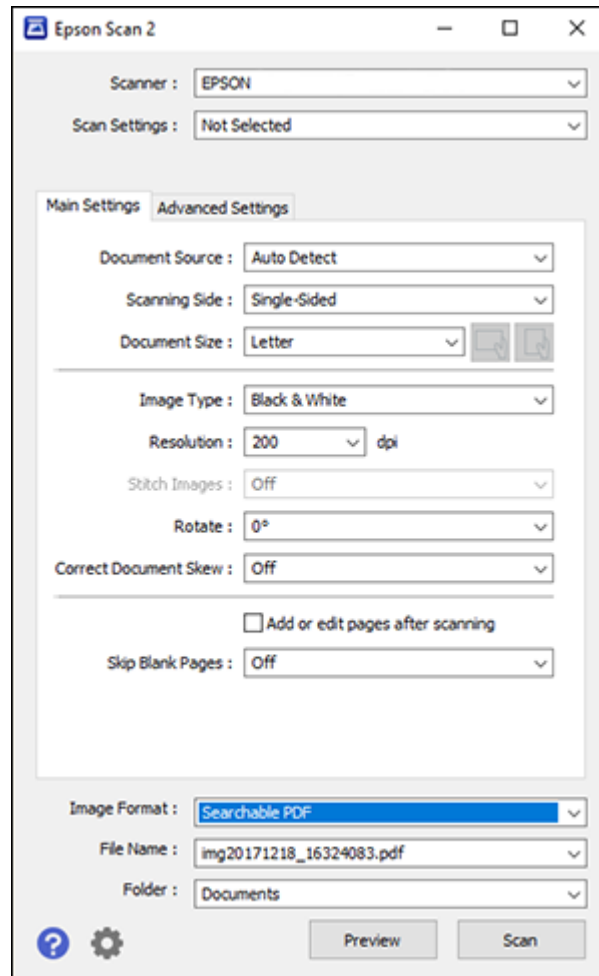 Epson Scan 2
Scanner : EPSON
Scan Settings : Not Selected
Main Settings Advanced Settings
Document Source : Auto Detect
Scanning Side : Single-Sided
Document Size : Letter
Image Type : Black & White
Resolution : 200 dpi
Stitch Images : Off
Rotate : 0°
Correct Document Skew : Off
Add or edit pages after scanning
Skip Blank Pages : Off
Image Format : Searchable PDF
File Name : img20171218_16324083.pdf
Folder : Documents
? Preview Scan